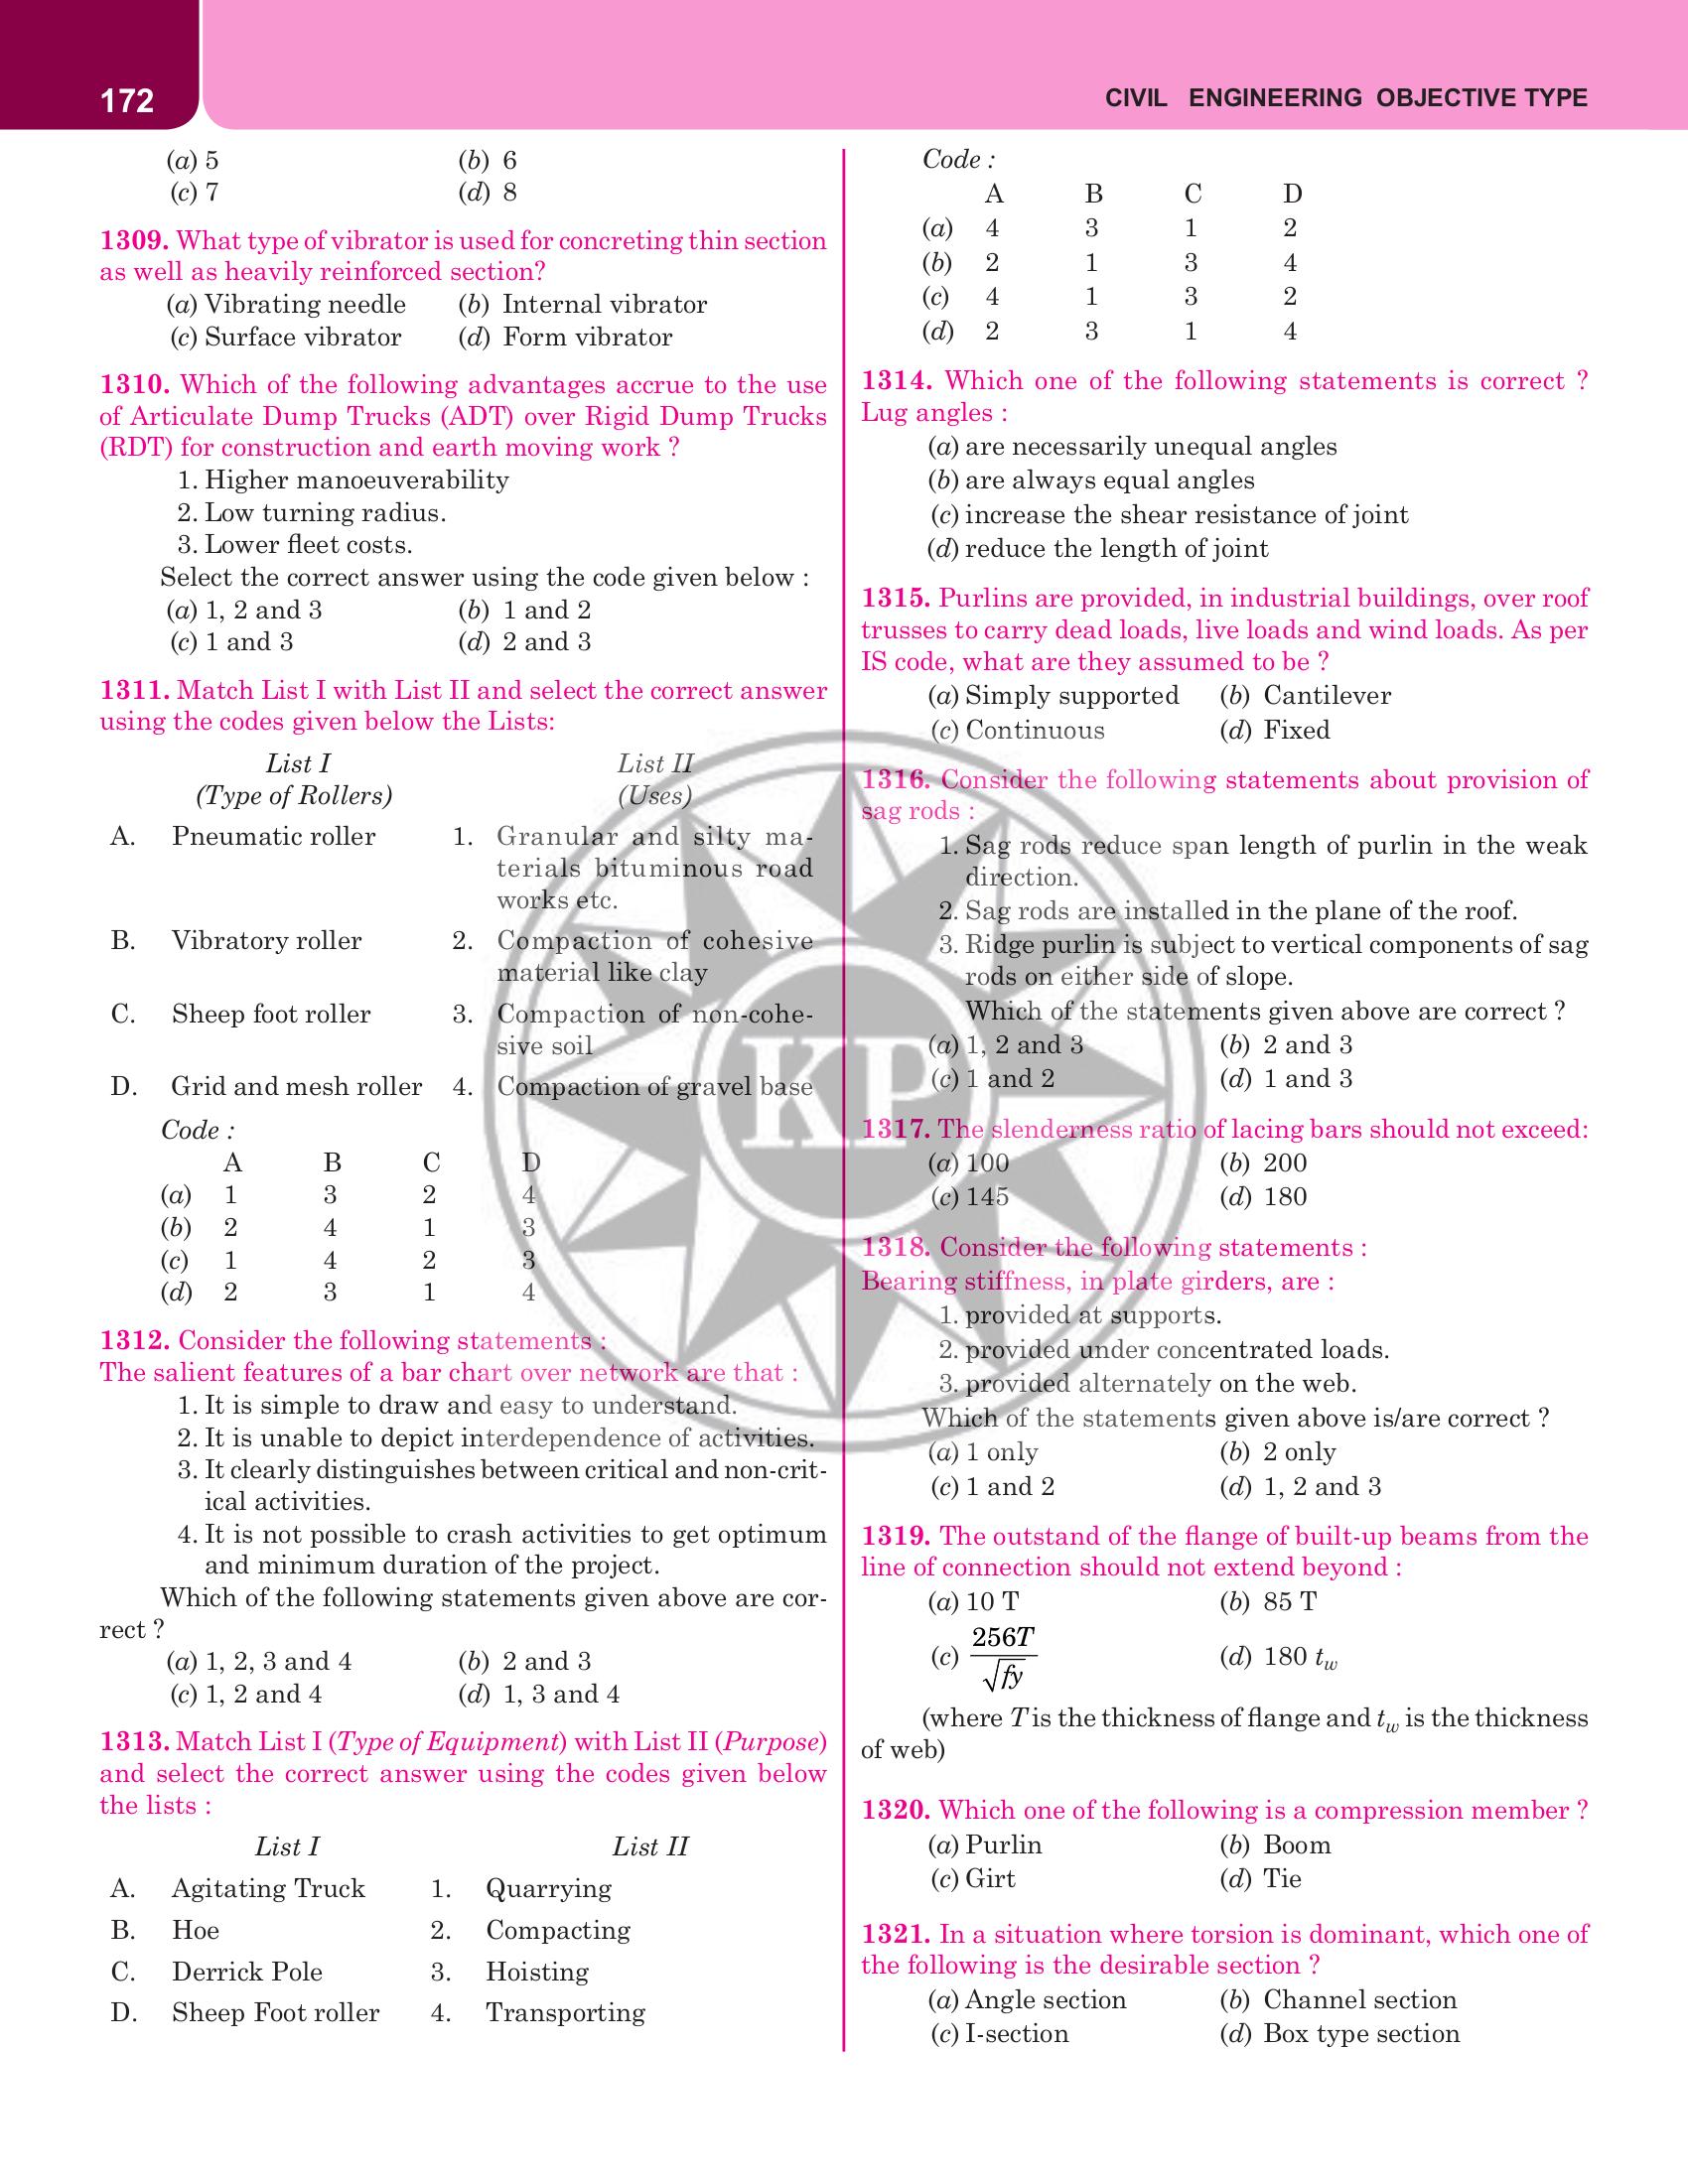 172
CIVIL ENGINEERING OBJECTIVE TYPE
(a) 5 (b) 6
(c) 7 (d) 8
1309. What type of vibrator is used for concreting thin section
as well as heavily reinforced section?
(a) Vibrating needle (b) Internal vibrator
(c) Surface vibrator (d) Form vibrator
1310. Which of the following advantages accrue to the use
of Articulate Dump Trucks (ADT) over Rigid Dump Trucks
(RDT) for construction and earth moving work ?
1. Higher manoeuverability
2. Low turning radius.
3. Lower fleet costs.
Select the correct answer using the code given below :
(a) 1, 2 and 3 (b) 1 and 2
(c) 1 and 3 (d) 2 and 3
1311. Match List I with List II and select the correct answer
using the codes given below the Lists:
List I List II
(Type of Rollers) (Uses)
A. Pneumatic roller 1. Granular and silty ma-
terials bituminous road
works etc.
B. Vibratory roller 2. Compaction of cohesive
material like clay
C. Sheep foot roller 3. Compaction of non-cohe-
sive soil
D. Grid and mesh roller 4. Compaction of gravel base
Code :
A B C D
(a) 1 3 2 4
(b) 2 4 1 3
(c) 1 4 2 3
(d) 2 3 1 4
1312. Consider the following statements :
The salient features of a bar chart over network are that :
1. It is simple to draw and easy to understand.
2. It is unable to depict interdependence of activities.
3. It clearly distinguishes between critical and non-crit-
ical activities.
4. It is not possible to crash activities to get optimum
and minimum duration of the project.
Which of the following statements given above are cor-
rect ?
(a) 1, 2, 3 and 4 (b) 2 and 3
(c) 1, 2 and 4 (d) 1, 3 and 4
1313. Match List I (Type of Equipment) with List II (Purpose)
and select the correct answer using the codes given below
the lists :
List I List II
A. Agitating Truck 1. Quarrying
B. Hoe 2. Compacting
C. Derrick Pole 3. Hoisting
D. Sheep Foot roller 4. Transporting
Code :
A B C D
(a) 4 3 1 2
(b) 2 1 3 4
(c) 4 1 3 2
(d) 2 3 1 4
1314. Which one of the following statements is correct ?
Lug angles :
(a) are necessarily unequal angles
(b) are always equal angles
(c) increase the shear resistance of joint
(d) reduce the length of joint
1315. Purlins are provided, in industrial buildings, over roof
trusses to carry dead loads, live loads and wind loads. As per
IS code, what are they assumed to be ?
(a) Simply supported (b) Cantilever
(c) Continuous (d) Fixed
1316. Consider the following statements about provision of
sag rods :
1. Sag rods reduce span length of purlin in the weak
direction.
2. Sag rods are installed in the plane of the roof.
3. Ridge purlin is subject to vertical components of sag
rods on either side of slope.
Which of the statements given above are correct ?
(a) 1, 2 and 3 (b) 2 and 3
(c) 1 and 2 (d) 1 and 3
1317. The slenderness ratio of lacing bars should not exceed:
(a) 100 (b) 200
(c) 145 (d) 180
1318. Consider the following statements :
Bearing stiffness, in plate girders, are :
1. provided at supports.
2. provided under concentrated loads.
3. provided alternately on the web.
Which of the statements given above is/are correct ?
(a) 1 only (b) 2 only
(c) 1 and 2 (d) 1, 2 and 3
1319. The outstand of the flange of built-up beams from the
line of connection should not extend beyond :
(a) 10 T (b) 85 T
(c) 256T/√fy (d) 180 tw
(where T is the thickness of flange and tw is the thickness
of web)
1320. Which one of the following is a compression member ?
(a) Purlin (b) Boom
(c) Girt (d) Tie
1321. In a situation where torsion is dominant, which one of
the following is the desirable section ?
(a) Angle section (b) Channel section
(c) I-section (d) Box type section
KP